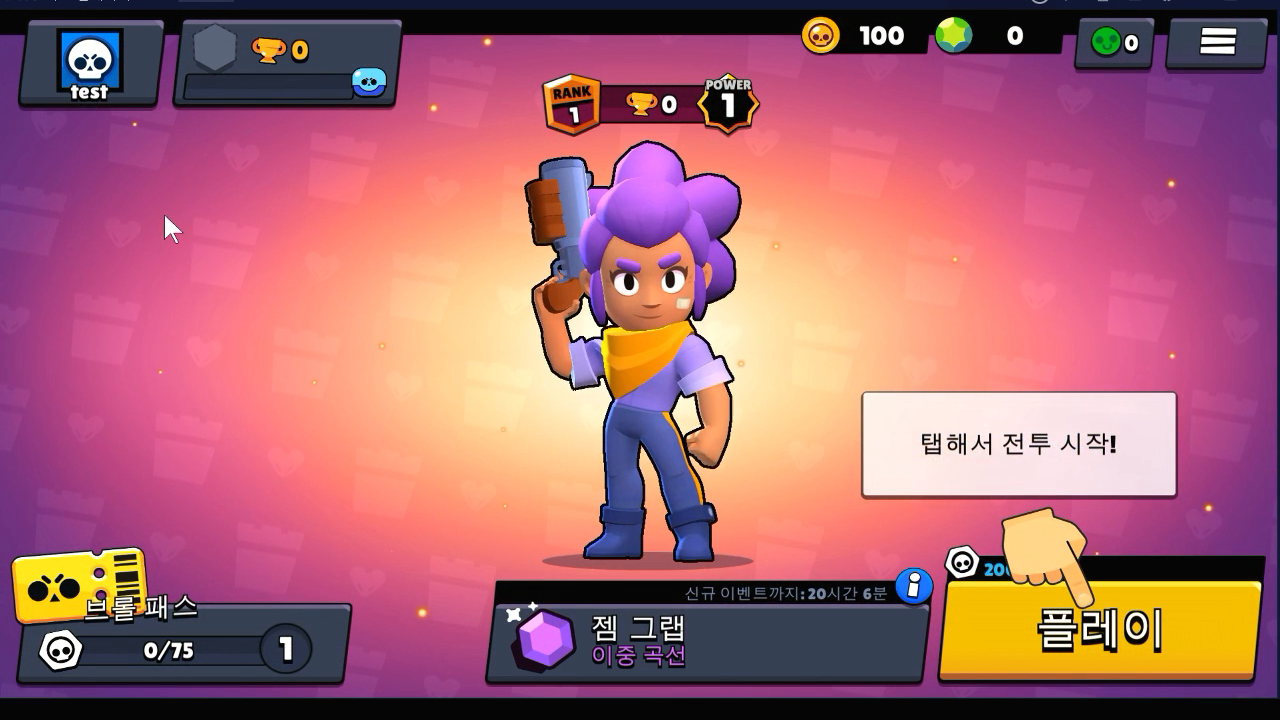 test
0
100
0
0
RANK
1
0
POWER
1
탭해서 전투 시작!
브롤 패스
0/75
1
신규 이벤트까지:20시간 6분
i
젬 그랩
이중 곡선
플레이